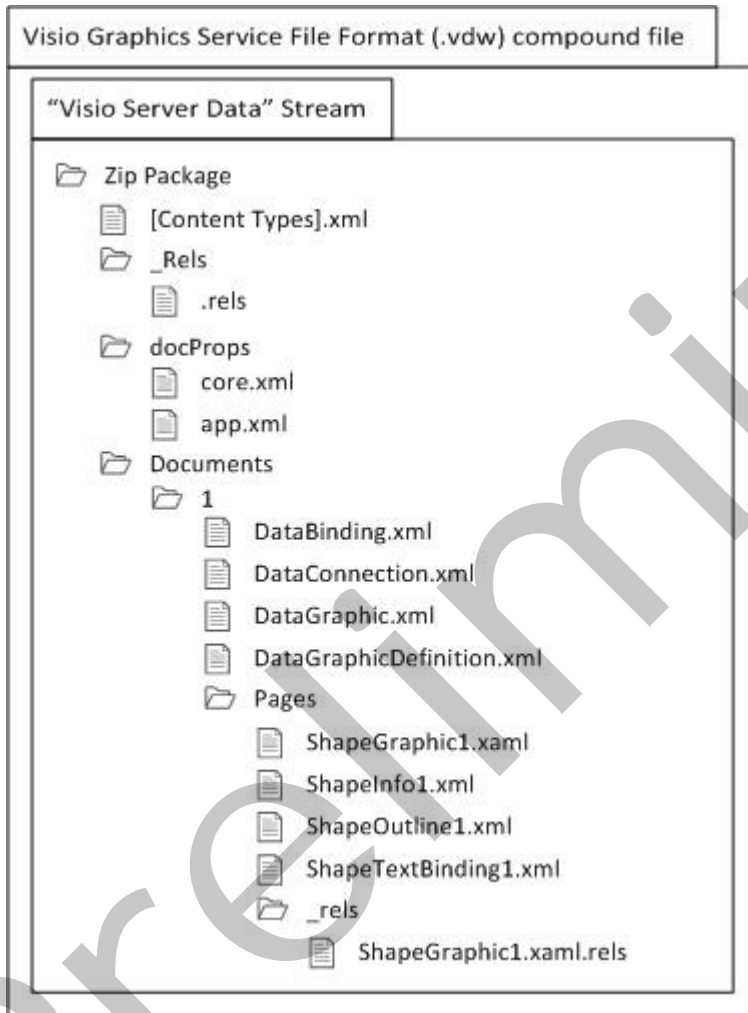 Visio Graphics Service File Format (.vdw) compound file
“Visio Server Data” Stream
Zip Package
[Content Types].xml
_Rels
.rels
docProps
core.xml
app.xml
Documents
1
DataBinding.xml
DataConnection.xml
DataGraphic.xml
DataGraphicDefinition.xml
Pages
ShapeGraphic1.xaml
ShapeInfo1.xml
ShapeOutline1.xml
ShapeTextBinding1.xml
_rels
ShapeGraphic1.xaml.rels
relimi